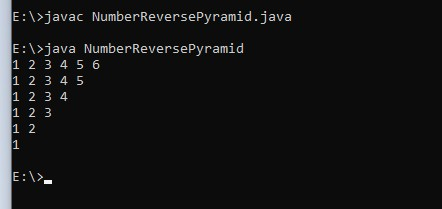 E:\>javac NumberReversePyramid.java
E:\>java NumberReversePyramid
1 2 3 4 5 6
1 2 3 4 5
1 2 3 4
1 2 3
1 2
1
E:\>